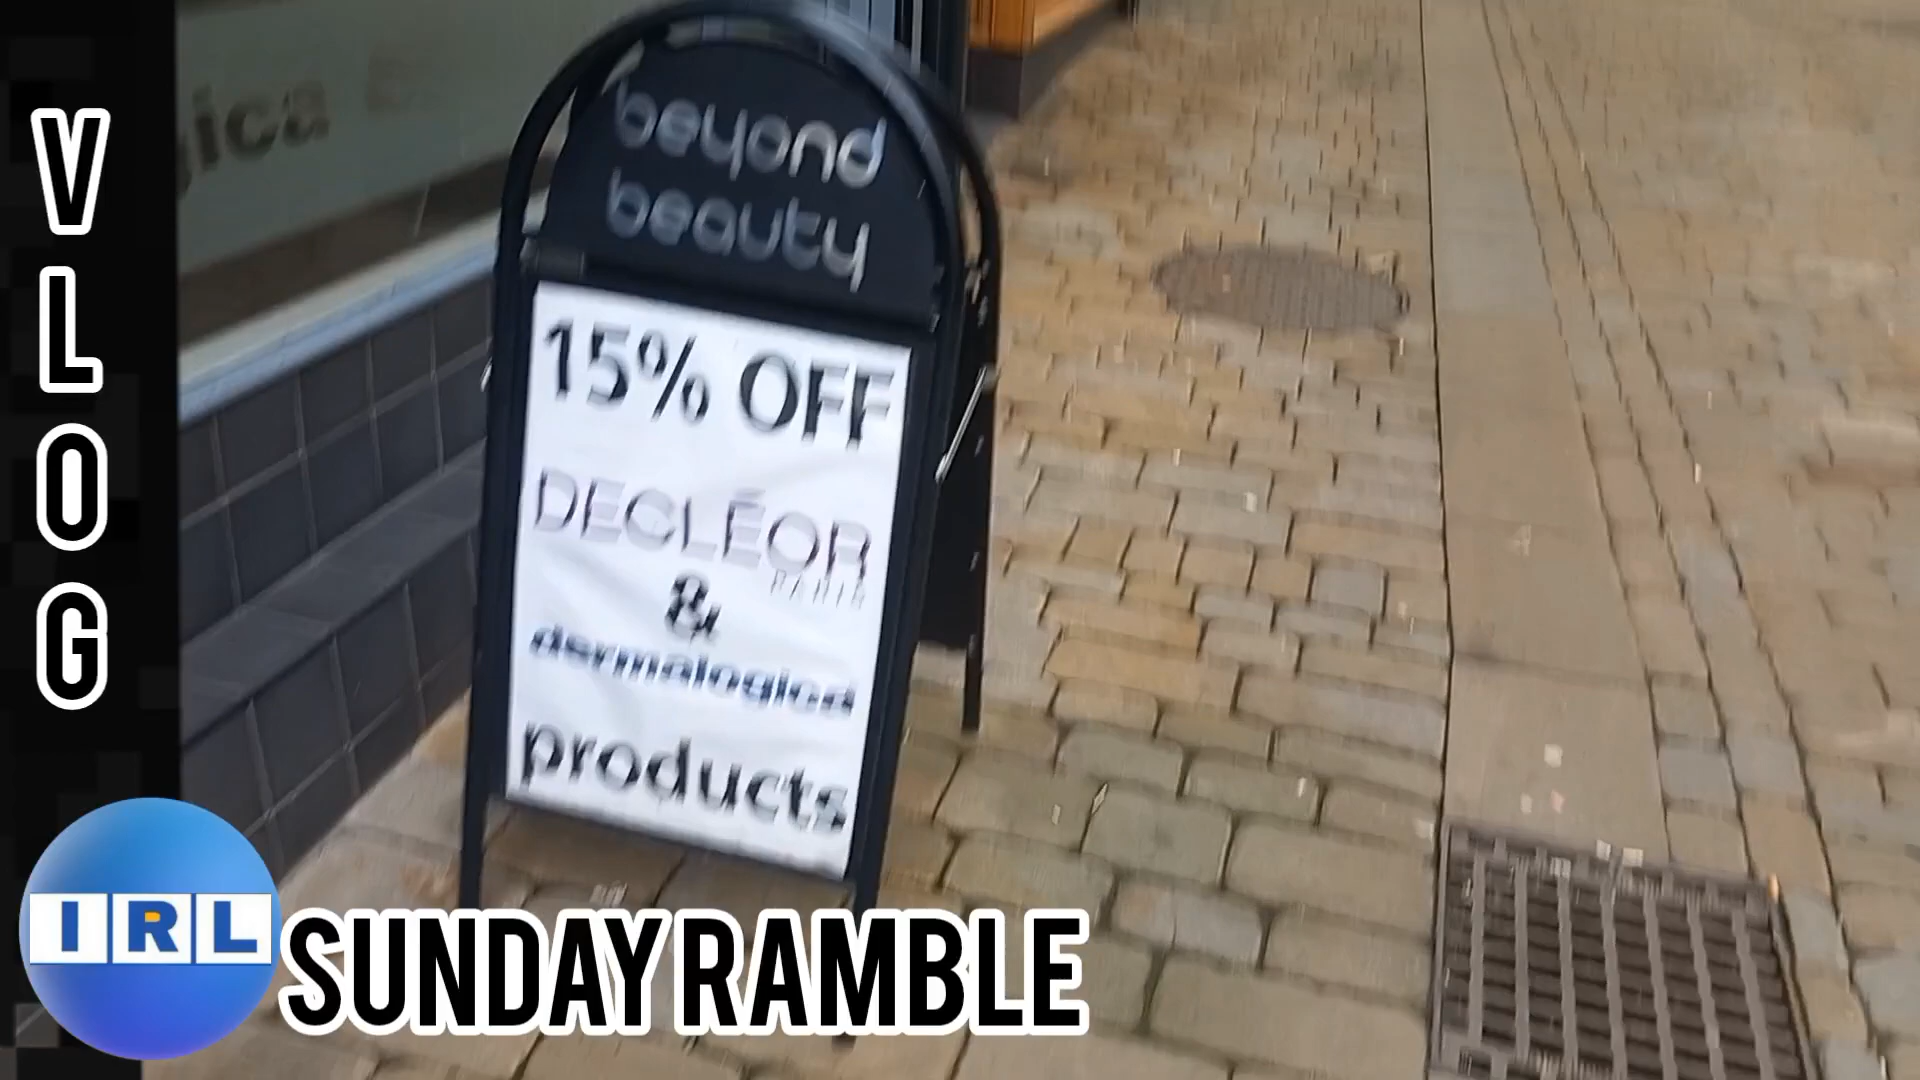 VLOG
beyond
beauty
15% OFF
DECLÉOR
PARIS
&
dermalogica
products
IRL
SUNDAY RAMBLE